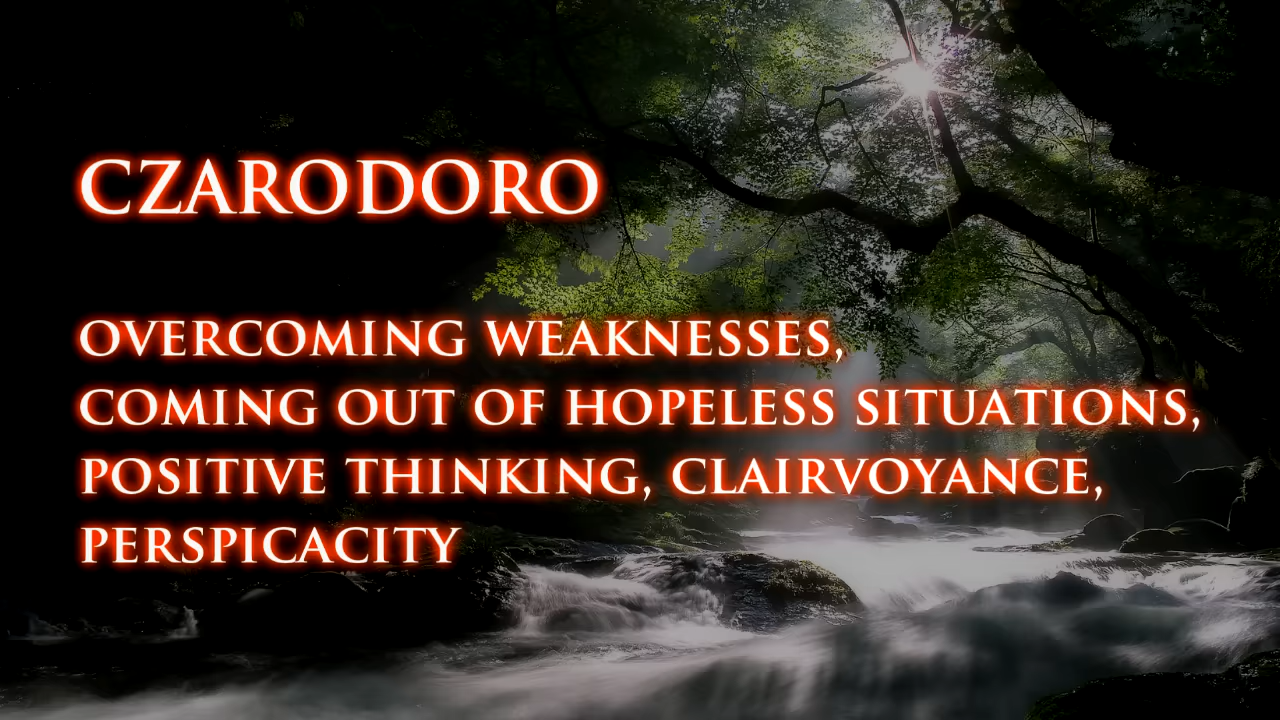 CZARODORO
OVERCOMING WEAKNESSES,
COMING OUT OF HOPELESS SITUATIONS,
POSITIVE THINKING, CLAIRVOYANCE,
PERSPICACITY